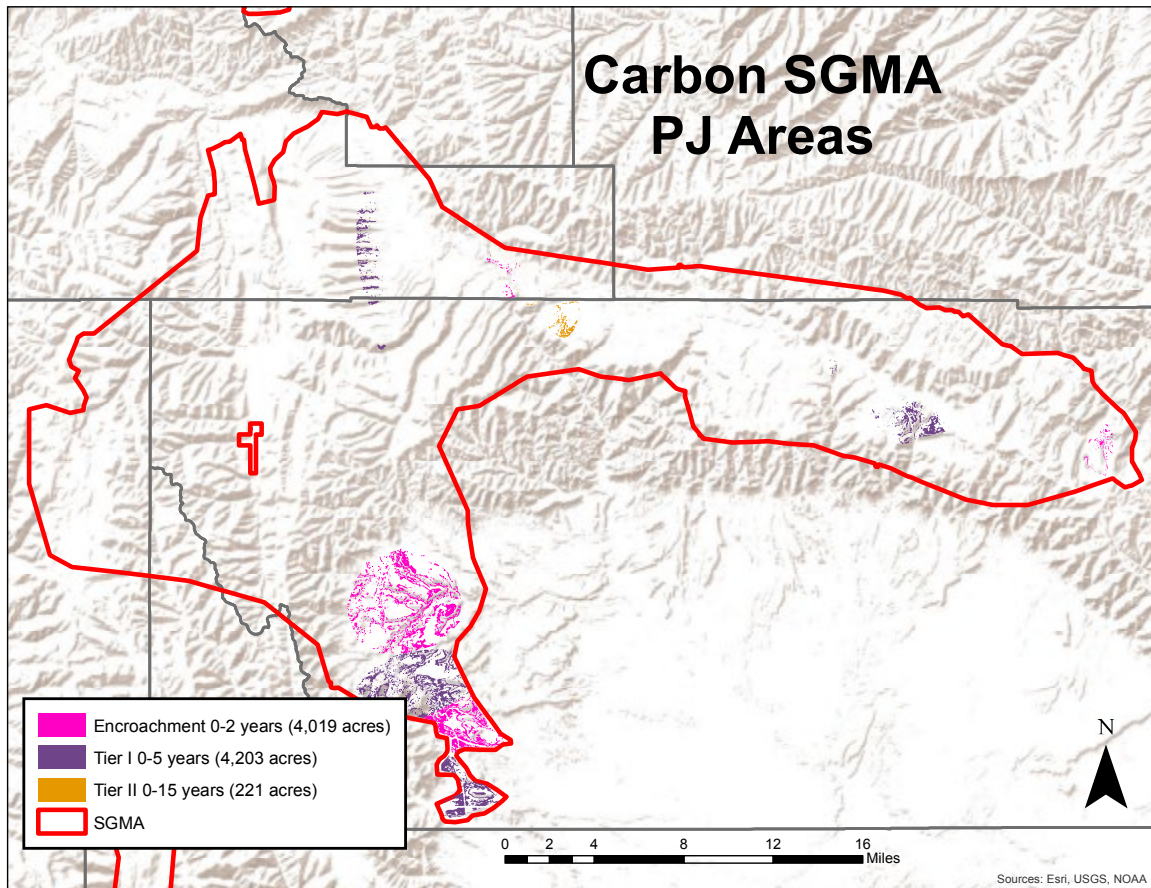 Carbon SGMA
PJ Areas
Encroachment 0-2 years (4,019 acres)
Tier I 0-5 years (4,203 acres)
Tier II 0-15 years (221 acres)
SGMA
N
0 2 4 8 12 16
Miles
Sources: Esri, USGS, NOAA